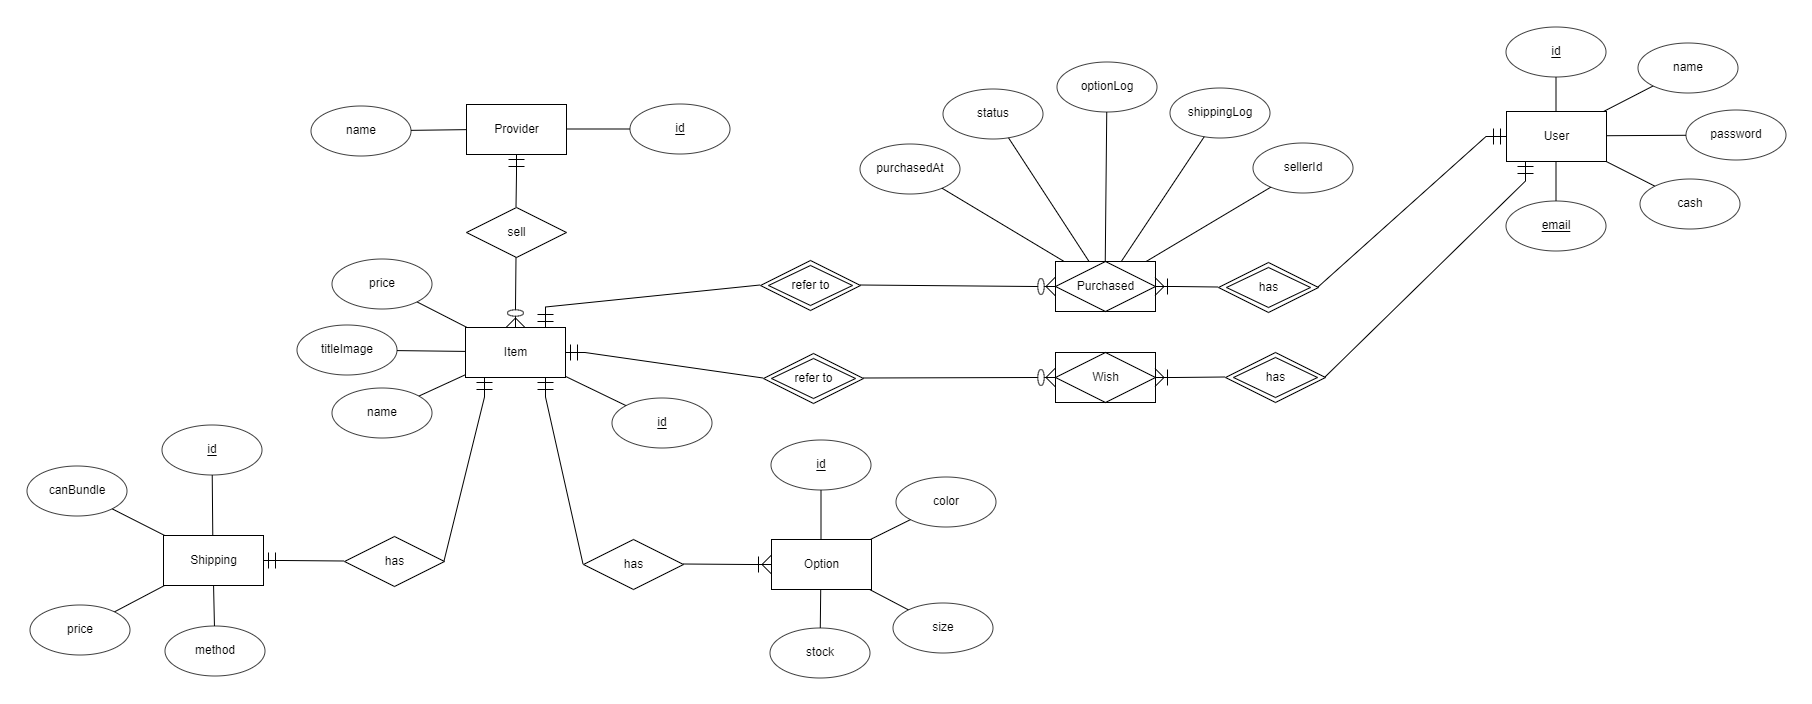 id
name
optionLog
status
shippingLog
name
Provider
id
User
password
purchasedAt
sellerId
cash
email
sell
price
refer to
Purchased
has
titleImage
Item
refer to
Wish
has
name
id
id
id
canBundle
color
Shipping
has
has
Option
price
method
size
stock